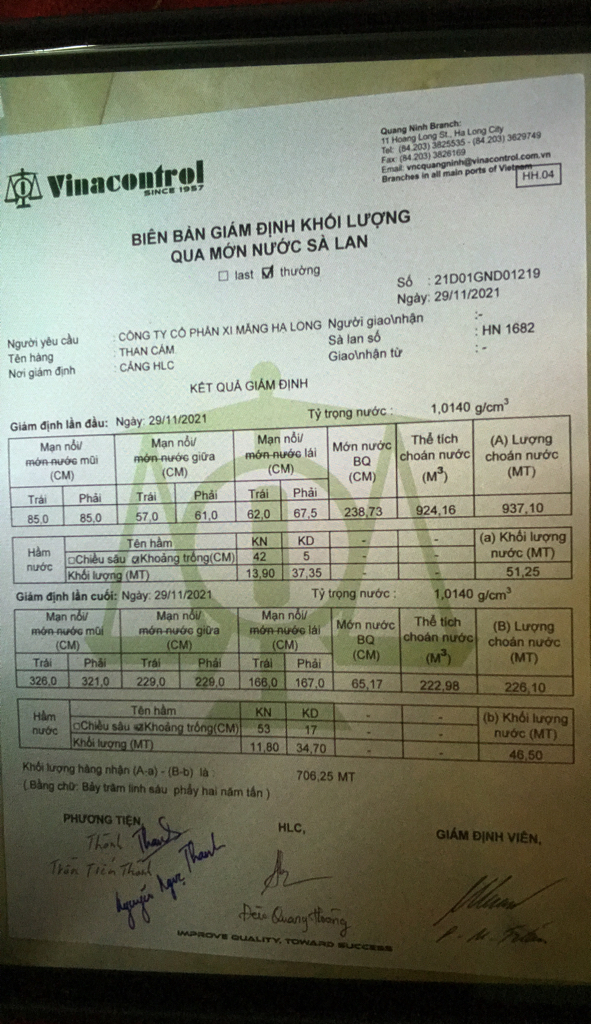 Quang Ninh Branch:
11 Hoang Long St., Ha Long City
Tel: (84.203) 3825535 - (84.203) 3829749
Fax: (84.203) 3826169
Email: vncquangninh@vinacontrol.com.vn
Branches in all main ports of Vietnam
HH.04
Vinacontrol
SINCE 1957
BIÊN BẢN GIÁM ĐỊNH KHỐI LƯỢNG
QUA MỚN NƯỚC SÀ LAN
☐ last ☑ thường
Số : 21D01GND01219
Ngày: 29/11/2021
Người yêu cầu : CÔNG TY CỔ PHẦN XI MĂNG HẠ LONG Người giao\nhận :-
Tên hàng : THAN CÁM Sà lan số : HN 1682
Nơi giám định : CẢNG HLC Giao\nhận từ : -
KẾT QUẢ GIÁM ĐỊNH
Giám định lần đầu: Ngày: 29/11/2021 Tỷ trọng nước : 1,0140 g/cm³
Mạn nổi/ Mạn nổi/ Mạn nổi/ Mớn nước Thể tích (A) Lượng
mớn nước mũi mớn nước giữa mớn nước lái BQ choán nước choán nước
(CM) (CM) (CM) (CM) (M³) (MT)
Trái Phải Trái Phải Trái Phải
85,0 85,0 57,0 61,0 62,0 67,5 238,73 924,16 937,10
Hầm nước Tên hầm KN KD - - (a) Khối lượng
☐Chiều sâu ☑Khoảng trống(CM) 42 5 - - nước (MT)
Khối lượng (MT) 13,90 37,35 - - 51,25
Giám định lần cuối: Ngày: 29/11/2021 Tỷ trọng nước : 1,0140 g/cm³
Mạn nổi/ Mạn nổi/ Mạn nổi/ Mớn nước Thể tích (B) Lượng
mớn nước mũi mớn nước giữa mớn nước lái BQ choán nước choán nước
(CM) (CM) (CM) (CM) (M³) (MT)
Trái Phải Trái Phải Trái Phải
326,0 321,0 229,0 229,0 166,0 167,0 65,17 222,98 226,10
Hầm nước Tên hầm KN KD - - (b) Khối lượng
☐Chiều sâu ☑Khoảng trống(CM) 53 17 - - nước (MT)
Khối lượng (MT) 11,80 34,70 - - 46,50
Khối lượng hàng nhận (A-a) - (B-b) là : 706,25 MT
( Bằng chữ: Bảy trăm linh sáu phẩy hai năm tấn )
PHƯƠNG TIỆN, HLC, GIÁM ĐỊNH VIÊN,
Thành Thanh
Trần Tiến Thành
Nguyễn Ngọc Thanh
Quang
IMPROVE QUALITY, TOWARD SUCCESS